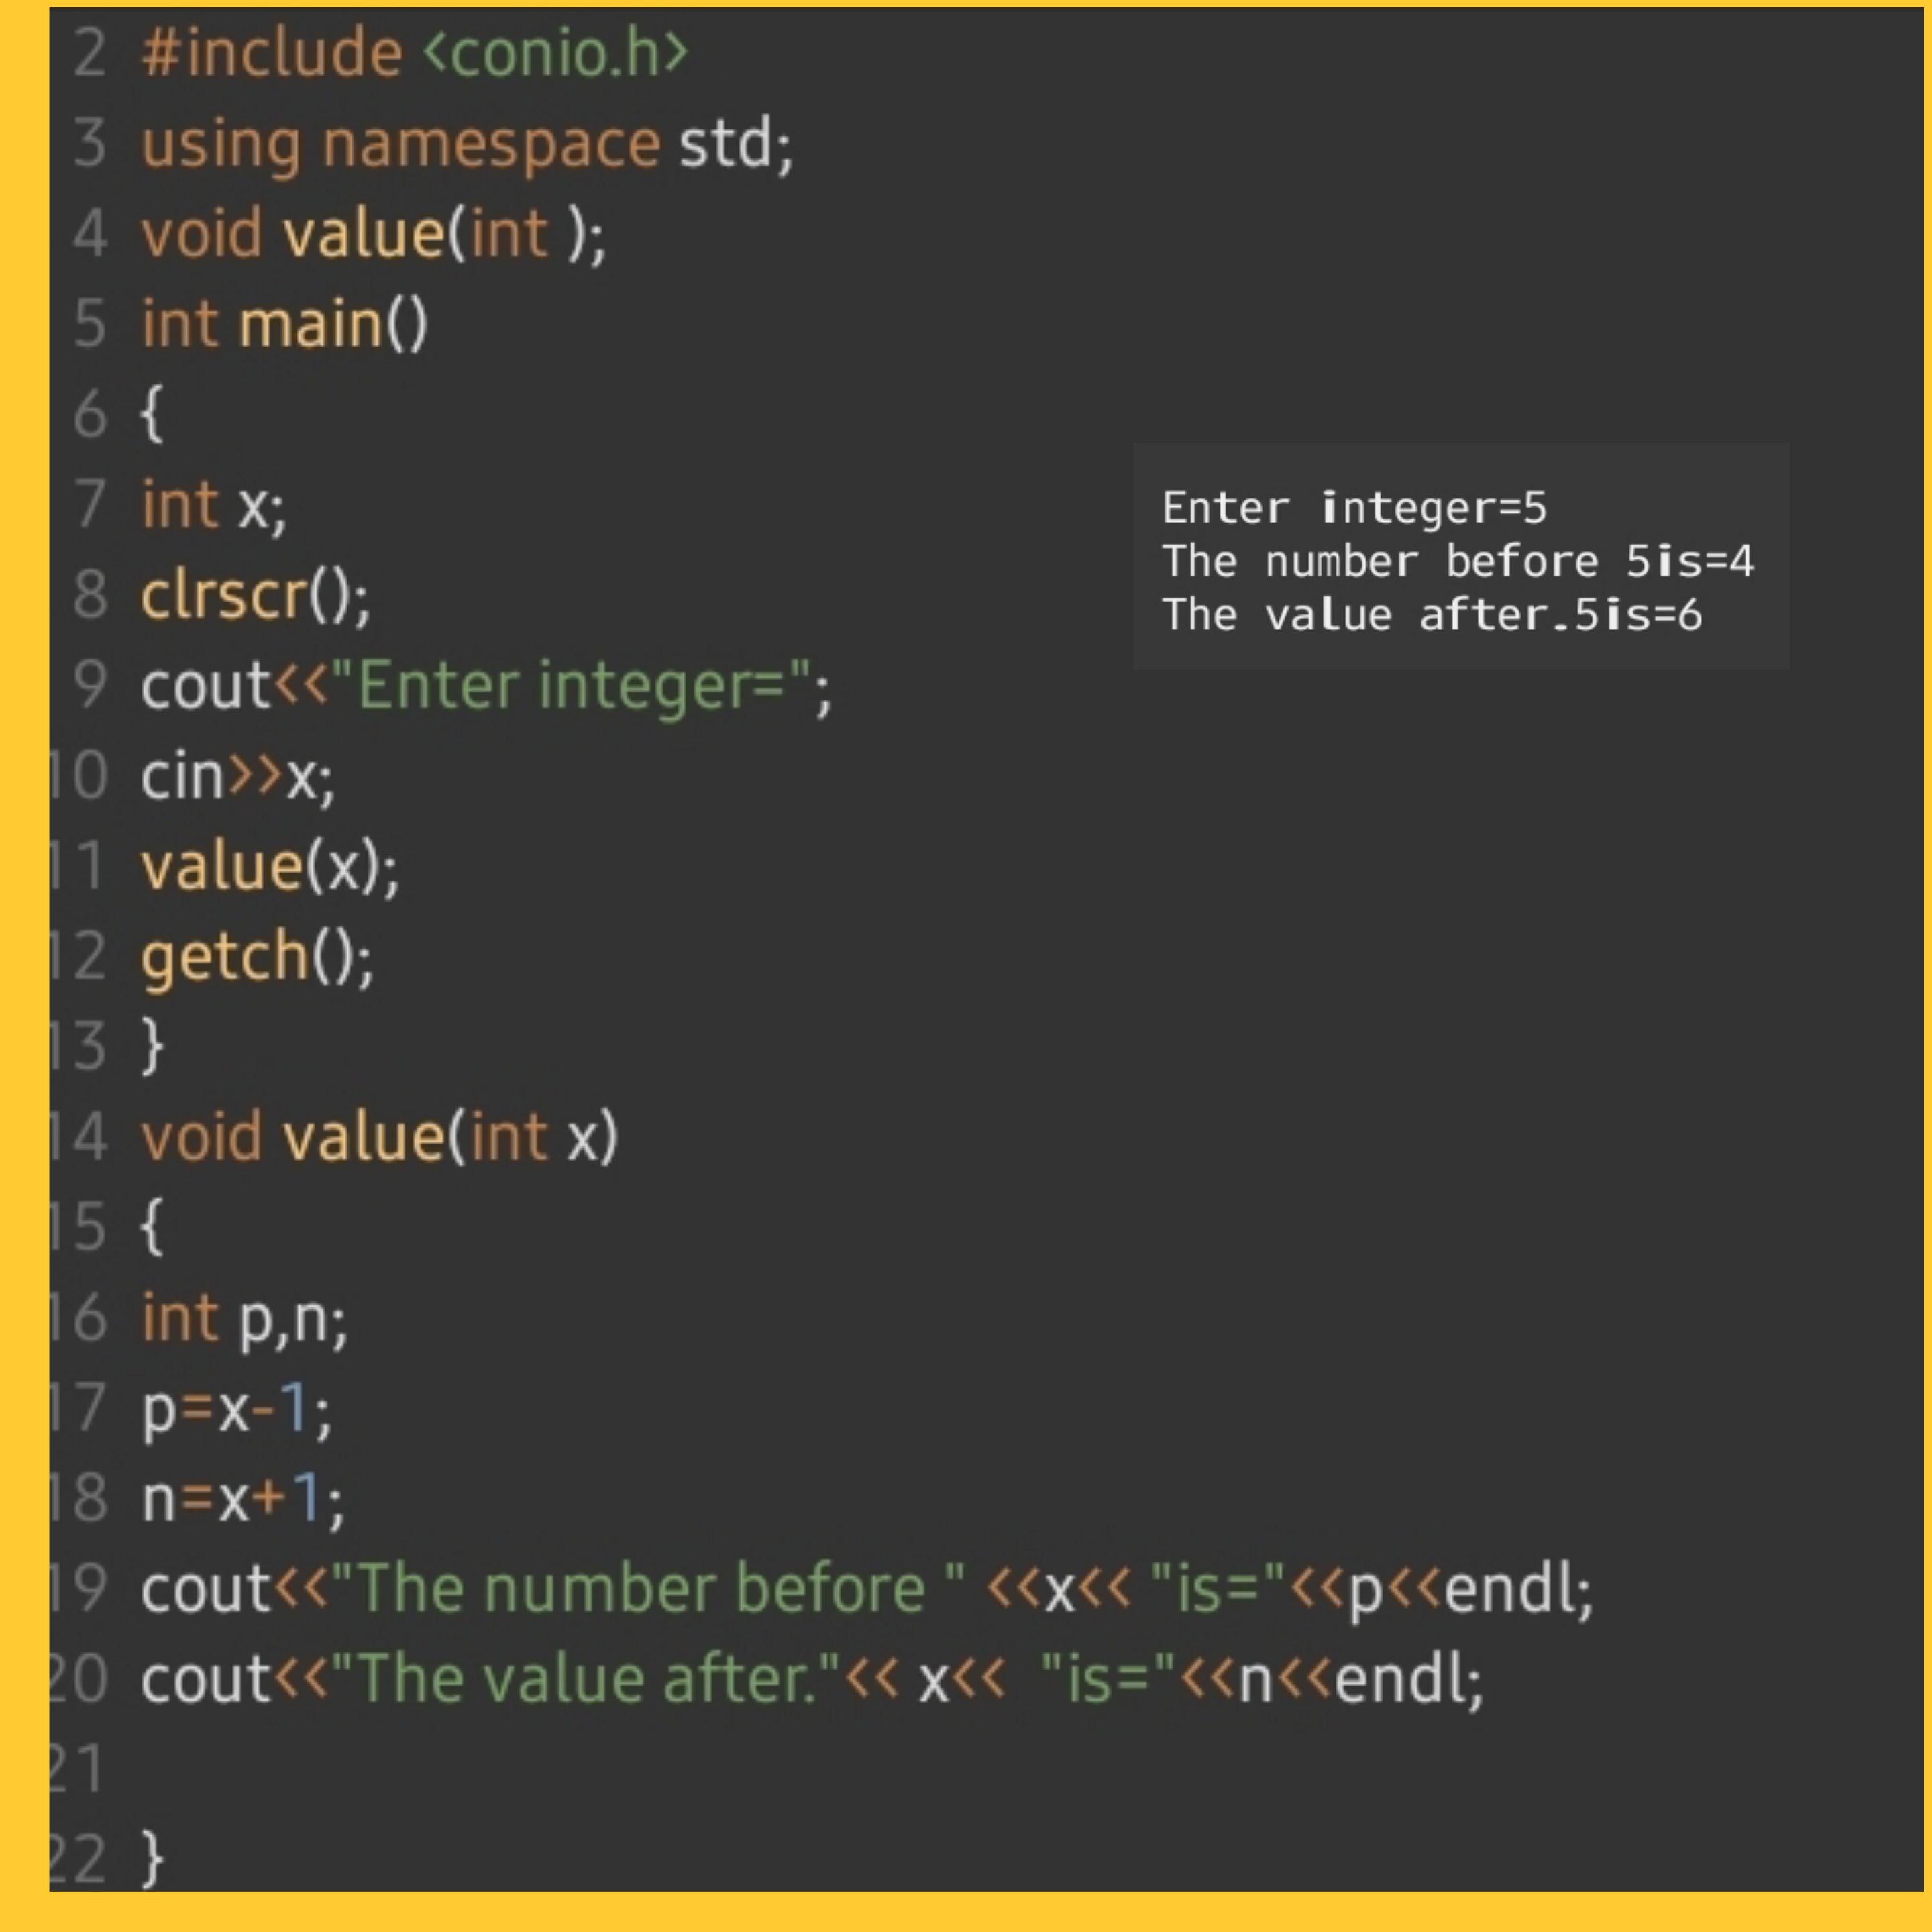 2 #include <conio.h>
3 using namespace std;
4 void value(int );
5 int main()
6 {
7 int x;
8 clrscr();
9 cout<<"Enter integer=";
10 cin>>x;
11 value(x);
12 getch();
13 }
14 void value(int x)
15 {
16 int p,n;
17 p=x-1;
18 n=x+1;
19 cout<<"The number before " <<x<< "is="<<p<<endl;
20 cout<<"The value after."<< x<<  "is="<<n<<endl;
21
22 }
Enter integer=5
The number before 5is=4
The value after.5is=6